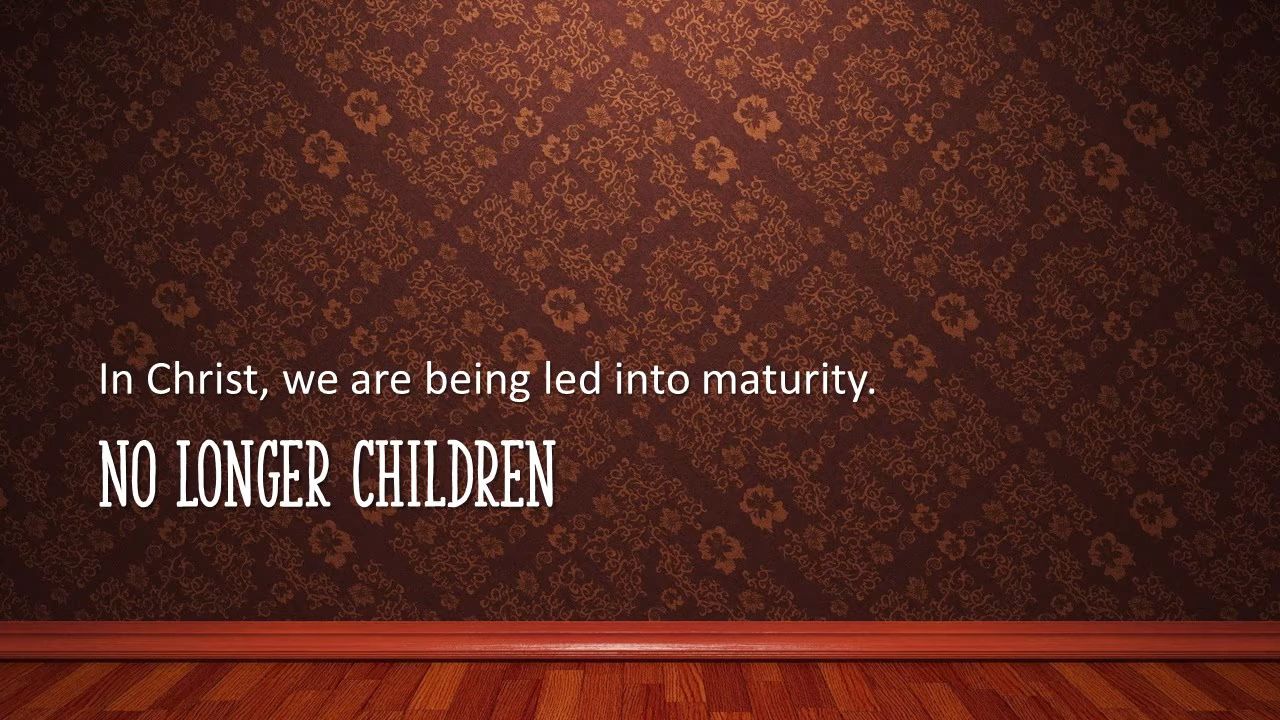 In Christ, we are being led into maturity.
NO LONGER CHILDREN